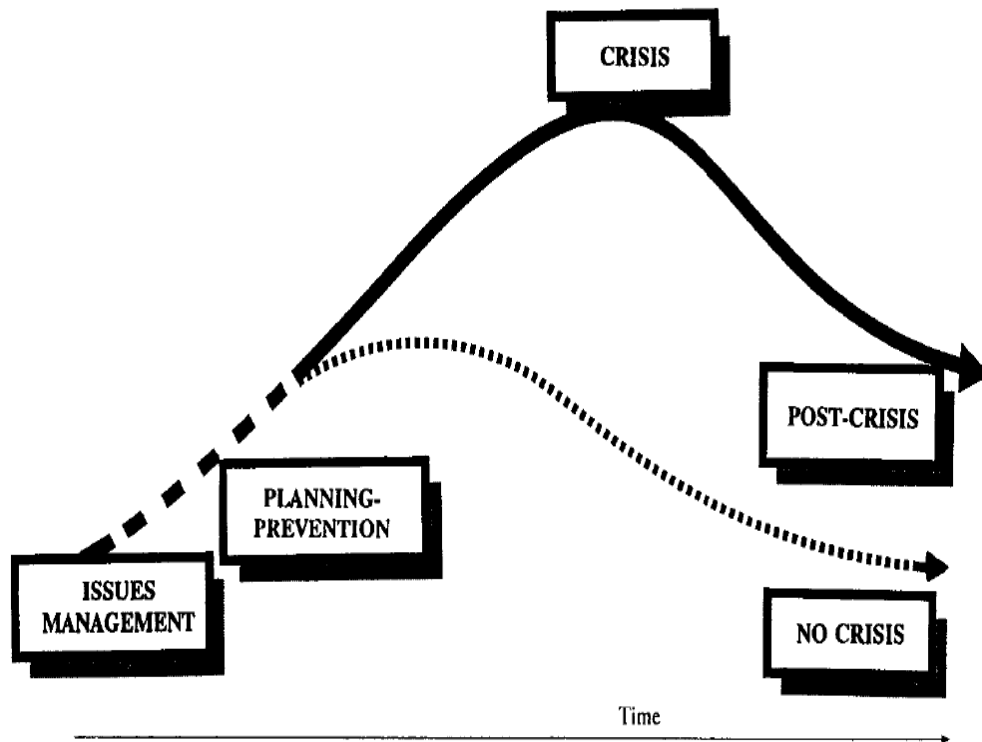 CRISIS
POST-CRISIS
PLANNING-
PREVENTION
ISSUES
MANAGEMENT
NO CRISIS
Time